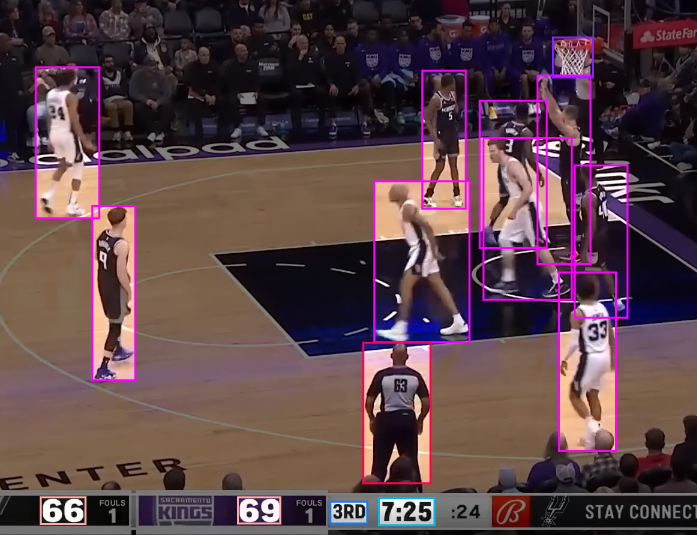 State Farm
24
5
3
9
33
63
dialpad
ENTER
66
FOULS
1
SACRAMENTO
KINGS
69
FOULS
1
3RD
7:25
:24
B
STAY CONNECT